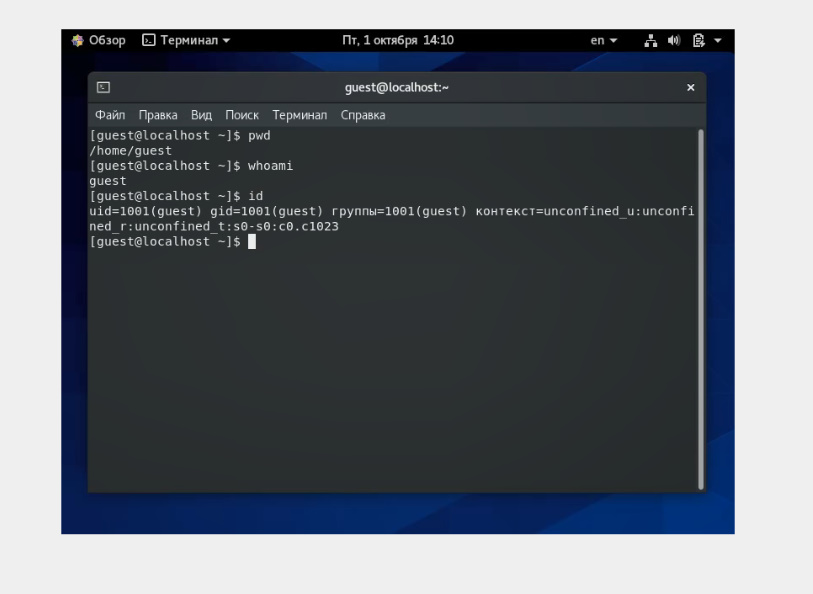 Обзор Терминал Пт, 1 октября 14:10 en
guest@localhost:~
Файл Правка Вид Поиск Терминал Справка
[guest@localhost ~]$ pwd
/home/guest
[guest@localhost ~]$ whoami
guest
[guest@localhost ~]$ id
uid=1001(guest) gid=1001(guest) группы=1001(guest) контекст=unconfined_u:unconfi
ned_r:unconfined_t:s0-s0:c0.c1023
[guest@localhost ~]$